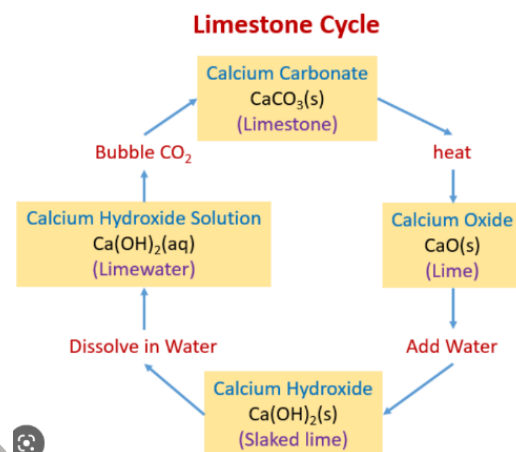 Limestone Cycle
Calcium Carbonate
CaCO₃(s)
(Limestone)
Bubble CO₂
heat
Calcium Hydroxide Solution
Ca(OH)₂(aq)
(Limewater)
Calcium Oxide
CaO(s)
(Lime)
Dissolve in Water
Add Water
Calcium Hydroxide
Ca(OH)₂(s)
(Slaked lime)